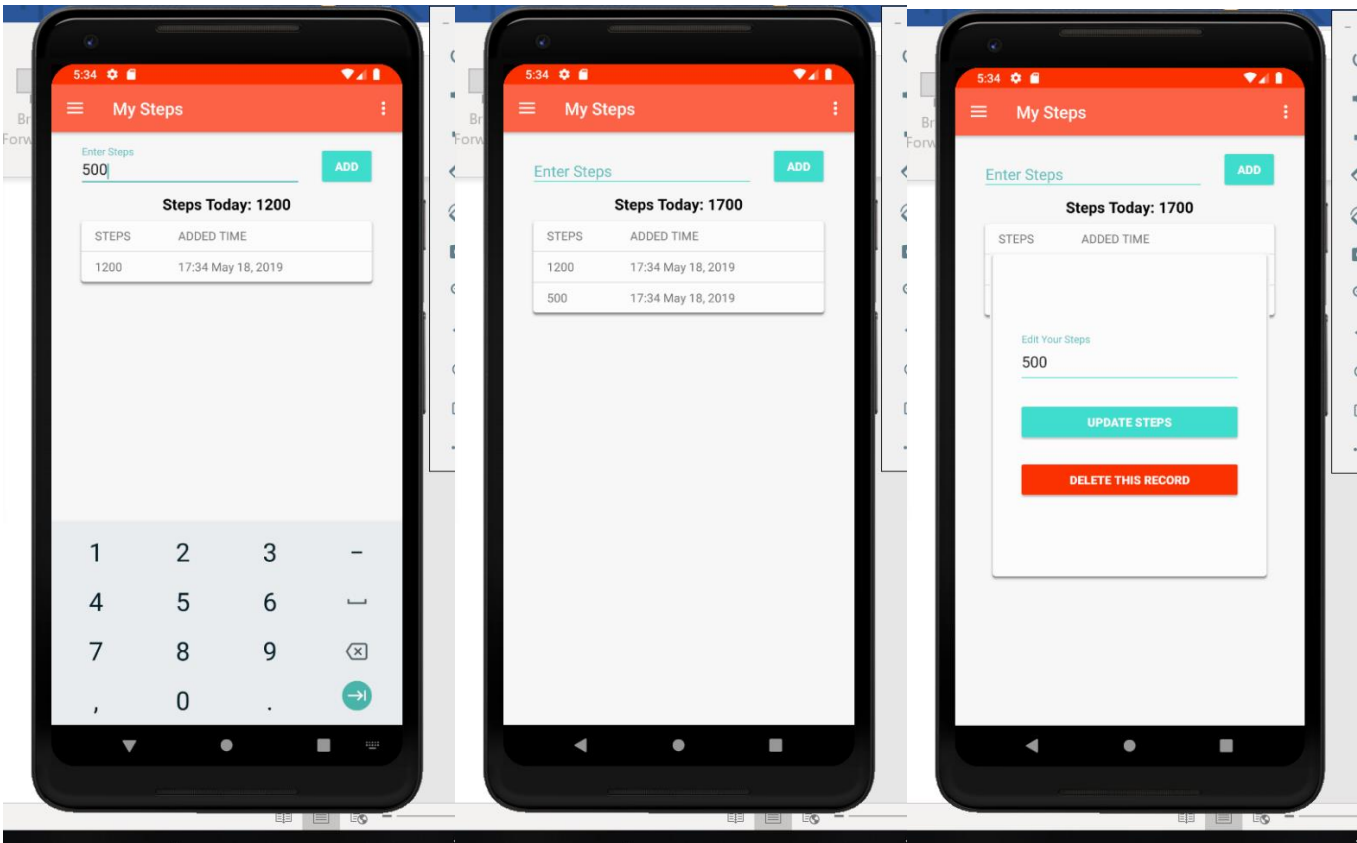 5:34
My Steps
Enter Steps
500
ADD
Steps Today: 1200
STEPS ADDED TIME
1200 17:34 May 18, 2019
1 2 3 -
4 5 6
7 8 9
, 0 .
5:34
My Steps
Enter Steps
ADD
Steps Today: 1700
STEPS ADDED TIME
1200 17:34 May 18, 2019
500 17:34 May 18, 2019
Br
Forw
5:34
My Steps
Enter Steps
ADD
Steps Today: 1700
STEPS ADDED TIME
Edit Your Steps
500
UPDATE STEPS
DELETE THIS RECORD
Br
Forw